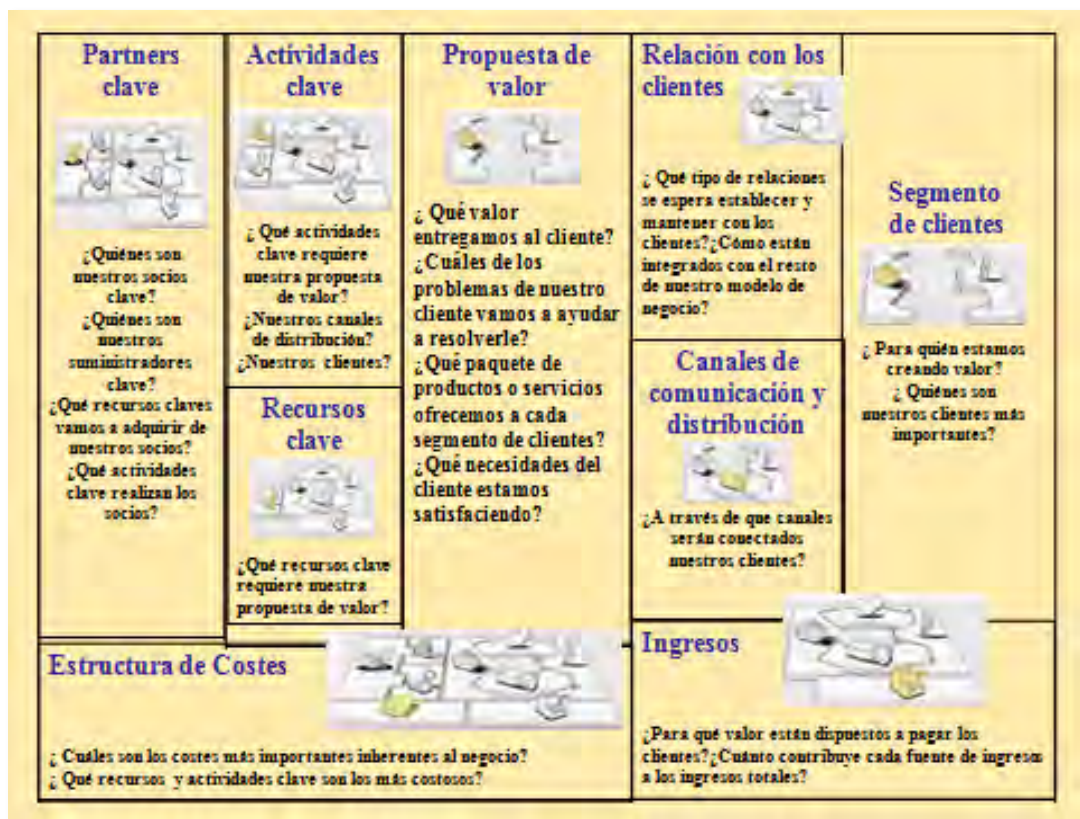 Partners
clave
¿Quiénes son
nuestros socios
clave?
¿Quiénes son
nuestros
suministradores
clave?
¿Qué recursos claves
vamos a adquirir de
nuestros socios?
¿Qué actividades
clave realizan los
socios?
Actividades
clave
¿ Qué actividades
clave requiere
nuestra propuesta
de valor?
¿Nuestros canales
de distribución?
¿Nuestros clientes?
Recursos
clave
¿Qué recursos clave
requiere nuestra
propuesta de valor?
Propuesta de
valor
¿ Qué valor
entregamos al cliente?
¿Cuáles de los
problemas de nuestro
cliente vamos a ayudar
a resolverle?
¿Qué paquete de
productos o servicios
ofrecemos a cada
segmento de clientes?
¿Qué necesidades del
cliente estamos
satisfaciendo?
Relación con los
clientes
¿ Qué tipo de relaciones
se espera establecer y
mantener con los
clientes?¿Cómo están
integrados con el resto
de nuestro modelo de
negocio?
Canales de
comunicación y
distribución
¿A través de que canales
serán conectados
nuestros clientes?
Segmento
de clientes
¿ Para quién estamos
creando valor?
¿ Quiénes son
nuestros clientes más
importantes?
Estructura de Costes
¿ Cuáles son los costes más importantes inherentes al negocio?
¿ Qué recursos y actividades clave son los más costosos?
Ingresos
¿Para qué valor están dispuestos a pagar los
clientes?¿Cuánto contribuye cada fuente de ingresos
a los ingresos totales?